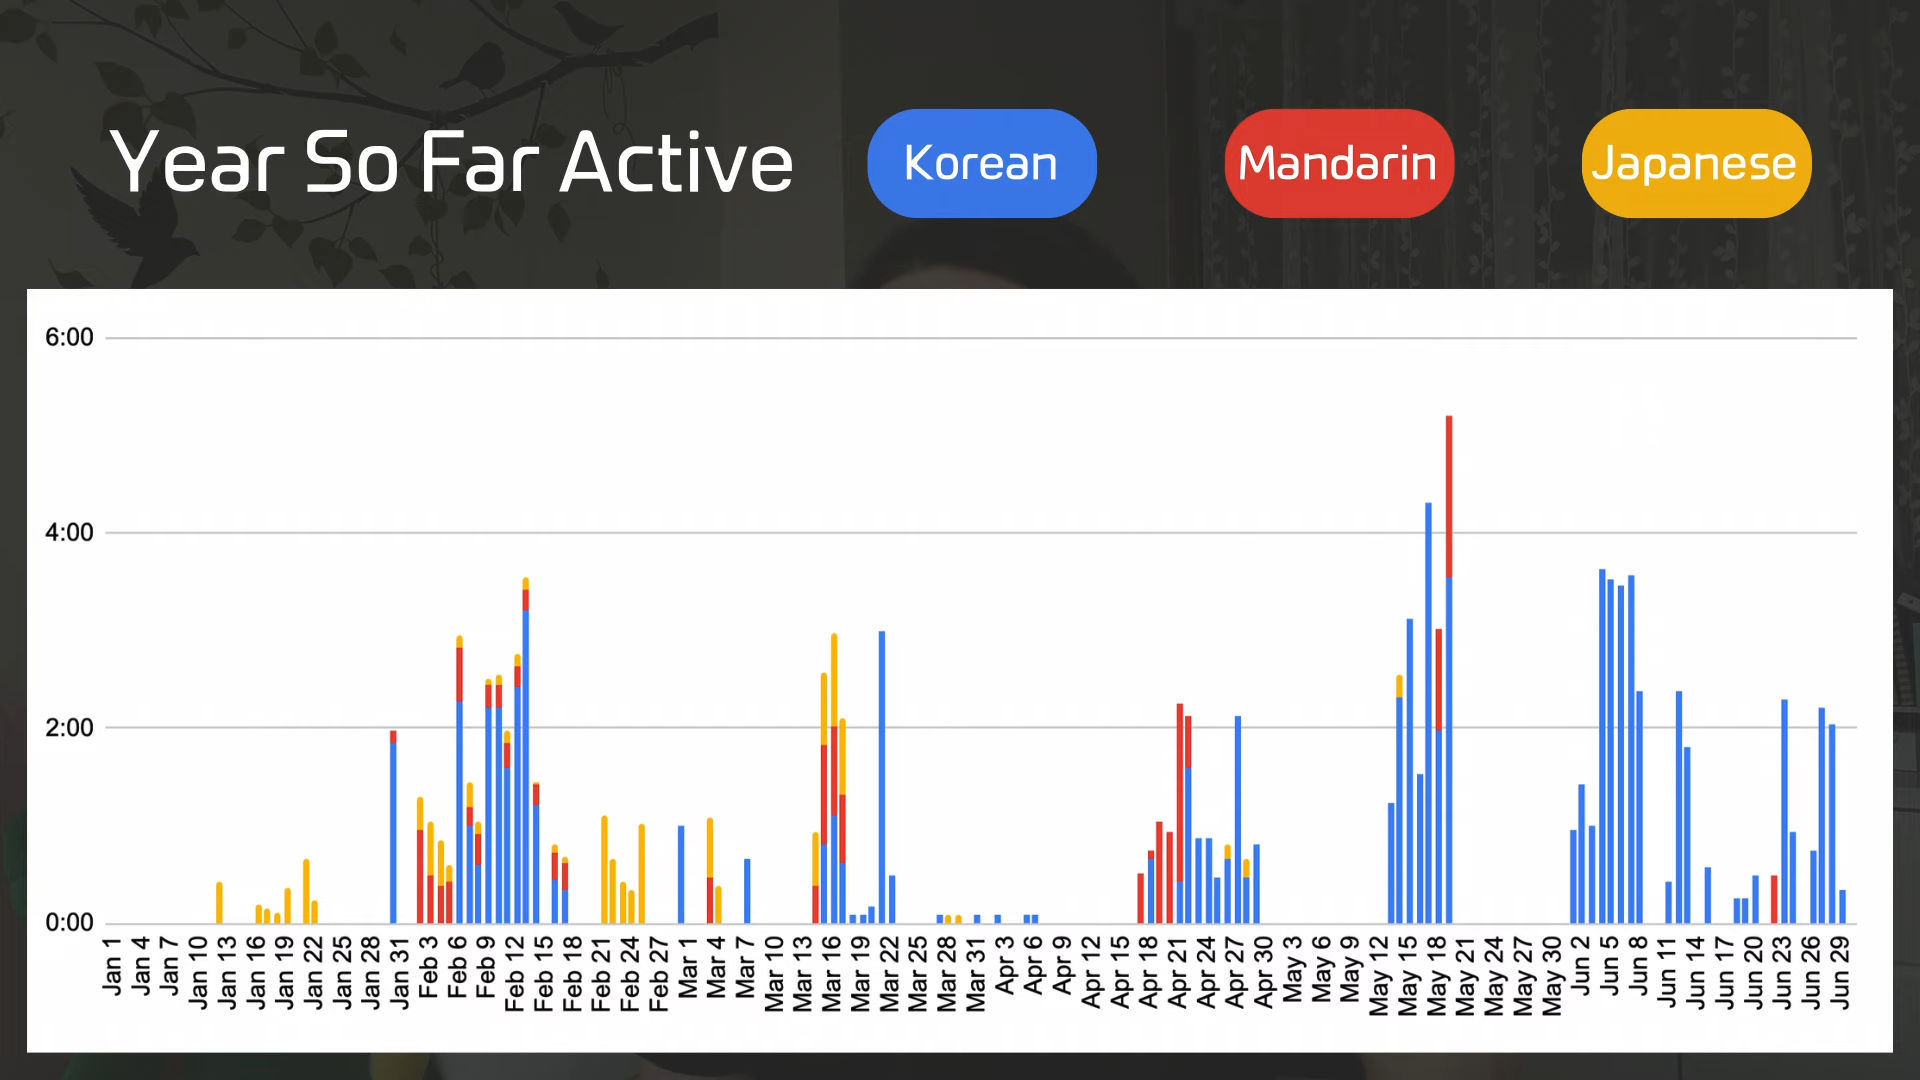 Year So Far Active
Korean
Mandarin
Japanese
6:00
4:00
2:00
0:00
Jan 1
Jan 4
Jan 7
Jan 10
Jan 13
Jan 16
Jan 19
Jan 22
Jan 25
Jan 28
Jan 31
Feb 3
Feb 6
Feb 9
Feb 12
Feb 15
Feb 18
Feb 21
Feb 24
Feb 27
Mar 1
Mar 4
Mar 7
Mar 10
Mar 13
Mar 16
Mar 19
Mar 22
Mar 25
Mar 28
Mar 31
Apr 3
Apr 6
Apr 9
Apr 12
Apr 15
Apr 18
Apr 21
Apr 24
Apr 27
Apr 30
May 3
May 6
May 9
May 12
May 15
May 18
May 21
May 24
May 27
May 30
Jun 2
Jun 5
Jun 8
Jun 11
Jun 14
Jun 17
Jun 20
Jun 23
Jun 26
Jun 29